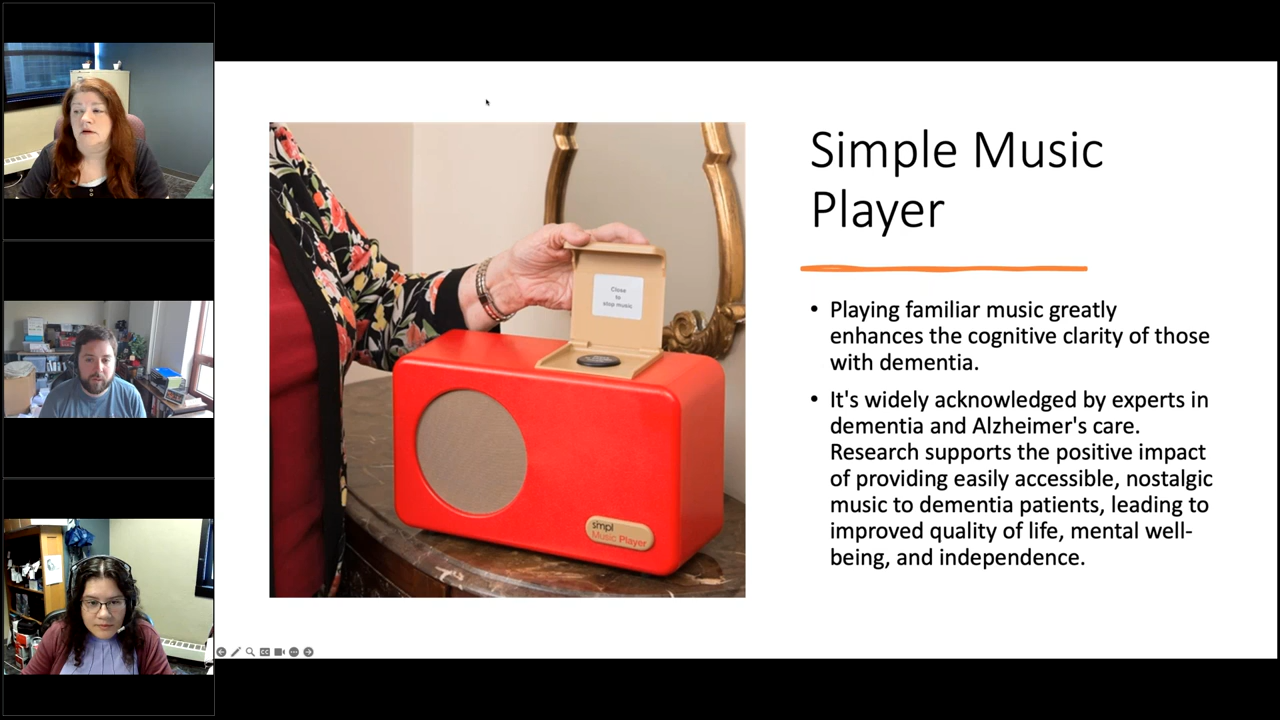 Simple Music
Player
Close
to
stop music
smpl
Music Player
• Playing familiar music greatly
enhances the cognitive clarity of those
with dementia.
• It's widely acknowledged by experts in
dementia and Alzheimer's care.
Research supports the positive impact
of providing easily accessible, nostalgic
music to dementia patients, leading to
improved quality of life, mental well-
being, and independence.